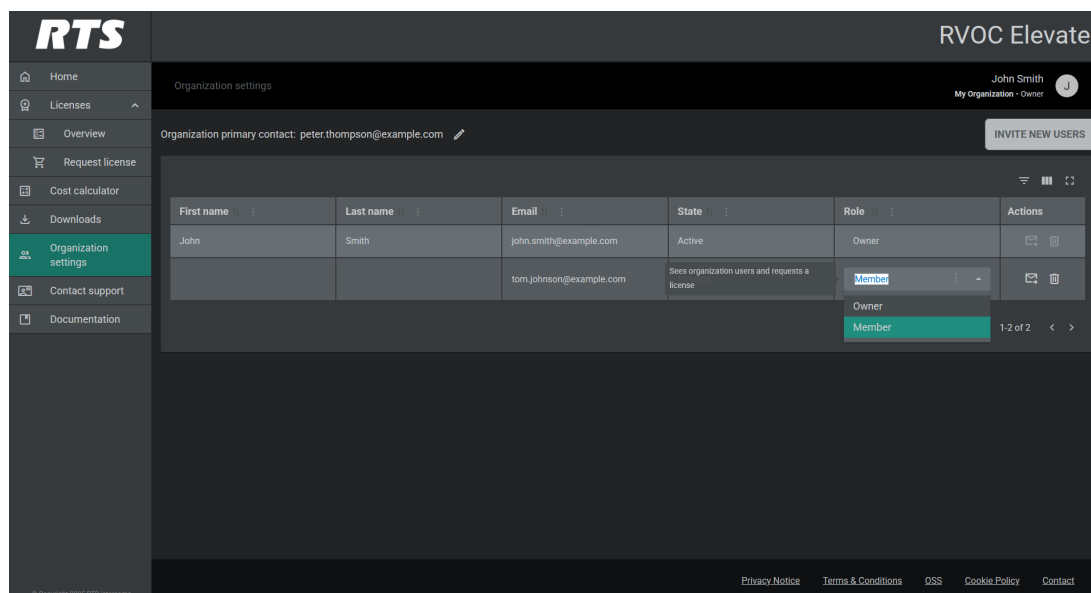 RTS
RVOC Elevate
Home
Licenses
Overview
Request license
Cost calculator
Downloads
Organization
settings
Contact support
Documentation
Organization settings
John Smith
My Organization - Owner
J
Organization primary contact: peter.thompson@example.com
INVITE NEW USERS
First name
Last name
Email
State
Role
Actions
John
Smith
john.smith@example.com
Active
Owner
tom.johnson@example.com
Sees organization users and requests a
license
Member
Owner
Member
1-2 of 2
Privacy Notice
Terms & Conditions
OSS
Cookie Policy
Contact